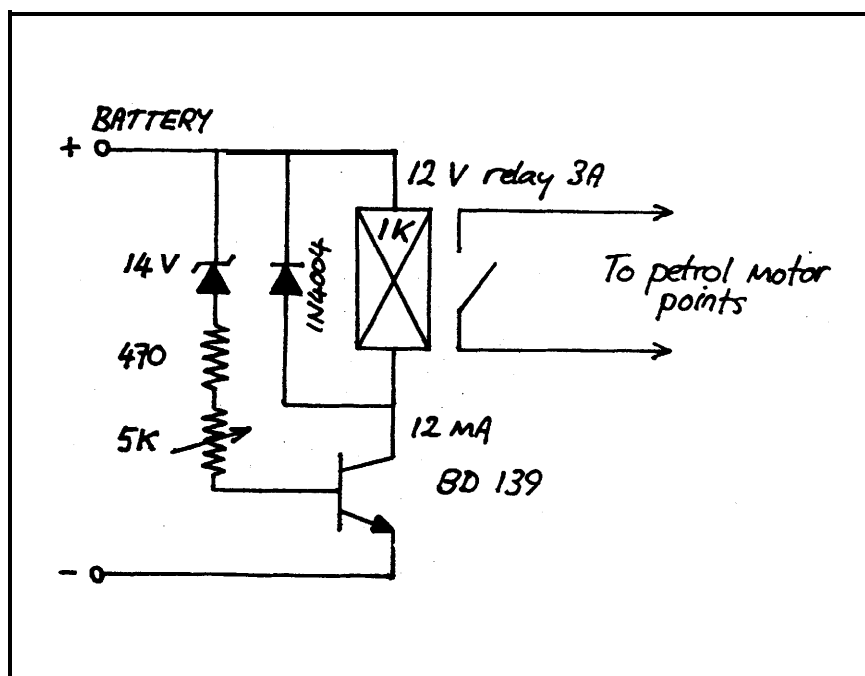 BATTERY
+
12 V relay 3A
1K
14 V
1N4004
To petrol motor
points
470
5K
12 MA
BD 139
-